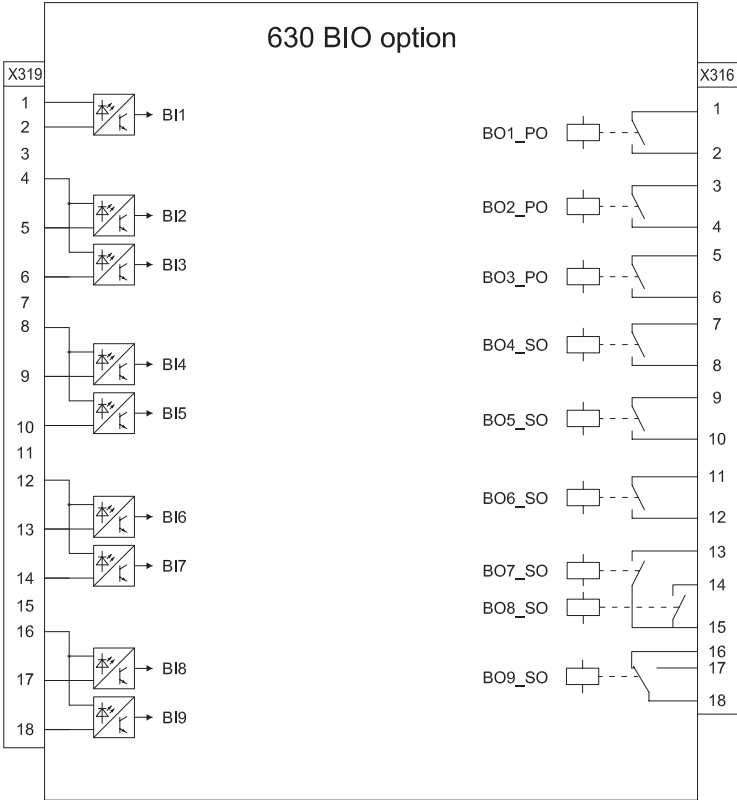 630 BIO option
X319
1
2
BI1
3
4
5
BI2
6
BI3
7
8
9
BI4
10
BI5
11
12
13
BI6
14
BI7
15
16
17
BI8
18
BI9
X316
1
BO1_PO
2
3
BO2_PO
4
5
BO3_PO
6
7
BO4_SO
8
9
BO5_SO
10
11
BO6_SO
12
13
BO7_SO
14
BO8_SO
15
16
17
BO9_SO
18